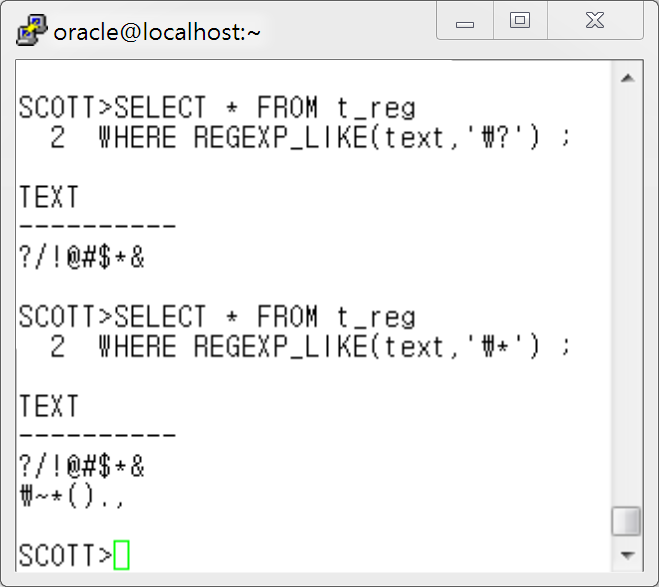 oracle@localhost:~
SCOTT>SELECT * FROM t_reg
  2  WHERE REGEXP_LIKE(text,'₩?') ;
TEXT
----------
?/!@#$*&
SCOTT>SELECT * FROM t_reg
  2  WHERE REGEXP_LIKE(text,'₩*') ;
TEXT
----------
?/!@#$*&
₩~*().,
SCOTT>